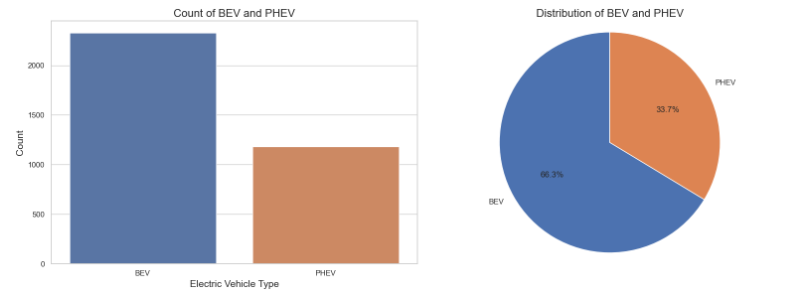 Count of BEV and PHEV
Count
2000
1500
1000
500
0
BEV
PHEV
Electric Vehicle Type
Distribution of BEV and PHEV
PHEV
33.7%
66.3%
BEV